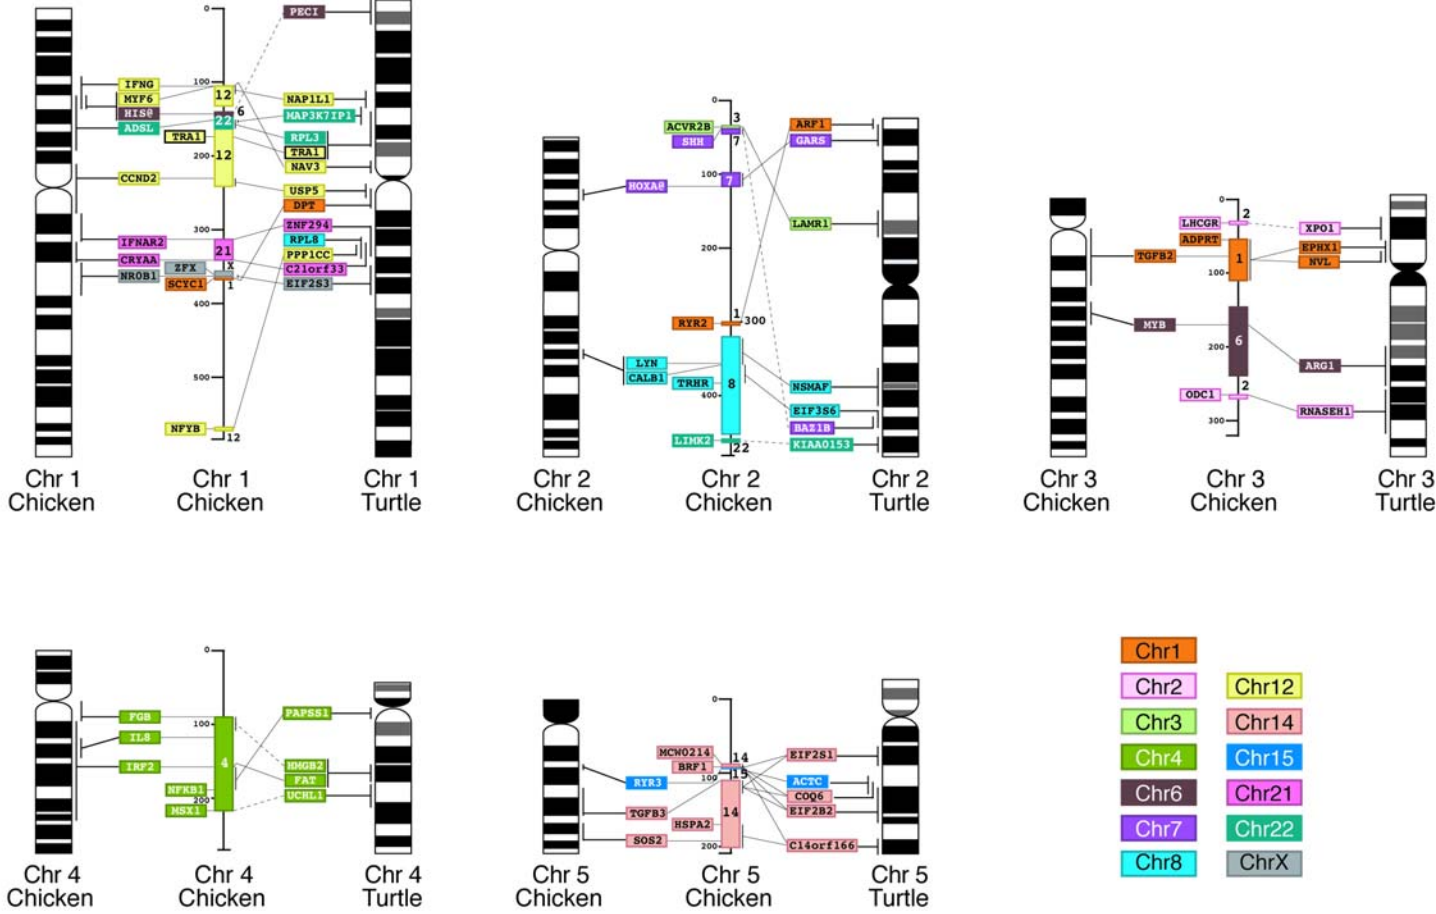 0
PECI
100
IFNG
12
MYF6
NAP1L1
HIS@
6
MAP3K7IP1
ADSL
22
TRA1
RPL3
TRA1
200
12
NAV3
CCND2
USP5
DPT
300
ZNF294
IFNAR2
21
RPL8
CRYAA
PPP1CC
ZFX
X
C21orf33
NR0B1
SCYC1
1
EIF2S3
400
500
NFYB
12
Chr 1
Chicken
Chr 1
Chicken
Chr 1
Turtle
0
3
ACVR2B
ARF1
SHH
7
GARS
100
HOXA@
7
LAMR1
200
RYR2
1
300
LYN
CALB1
TRHR
8
NSMAF
400
EIF3S6
BAZ1B
LIMK2
22
KIAA0153
Chr 2
Chicken
Chr 2
Chicken
Chr 2
Turtle
0
LHCGR
2
XPO1
ADPRT
EPHX1
TGFB2
1
NVL
100
MYB
6
200
ARG1
ODC1
2
RNASEH1
300
Chr 3
Chicken
Chr 3
Chicken
Chr 3
Turtle
0
FGB
PAPSS1
100
IL8
4
IRF2
HMGB2
FAT
NFKB1
200
UCHL1
MSX1
Chr 4
Chicken
Chr 4
Chicken
Chr 4
Turtle
0
MCW0214
14
EIF2S1
BRF1
15
100
RYR3
ACTC
COQ6
TGFB3
14
EIF2B2
HSPA2
SOS2
200
C14orf166
Chr 5
Chicken
Chr 5
Chicken
Chr 5
Turtle
Chr1
Chr2
Chr12
Chr3
Chr14
Chr4
Chr15
Chr6
Chr21
Chr7
Chr22
Chr8
ChrX